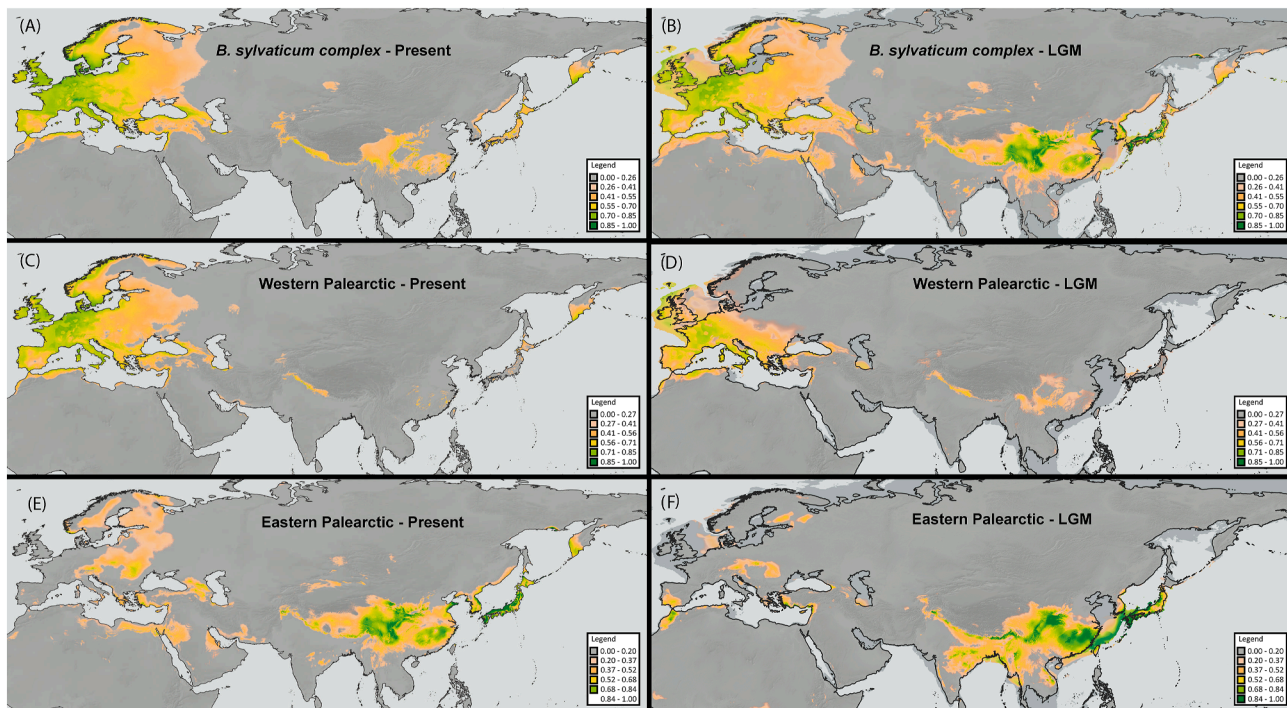 (A)
B. sylvaticum complex - Present
Legend
0.00 - 0.26
0.26 - 0.41
0.41 - 0.55
0.55 - 0.70
0.70 - 0.85
0.85 - 1.00
(B)
B. sylvaticum complex - LGM
Legend
0.00 - 0.26
0.26 - 0.41
0.41 - 0.55
0.55 - 0.70
0.70 - 0.85
0.85 - 1.00
(C)
Western Palearctic - Present
Legend
0.00 - 0.27
0.27 - 0.41
0.41 - 0.56
0.56 - 0.71
0.71 - 0.85
0.85 - 1.00
(D)
Western Palearctic - LGM
Legend
0.00 - 0.27
0.27 - 0.41
0.41 - 0.56
0.56 - 0.71
0.71 - 0.85
0.85 - 1.00
(E)
Eastern Palearctic - Present
Legend
0.00 - 0.20
0.20 - 0.37
0.37 - 0.52
0.52 - 0.68
0.68 - 0.84
0.84 - 1.00
(F)
Eastern Palearctic - LGM
Legend
0.00 - 0.20
0.20 - 0.37
0.37 - 0.52
0.52 - 0.68
0.68 - 0.84
0.84 - 1.00